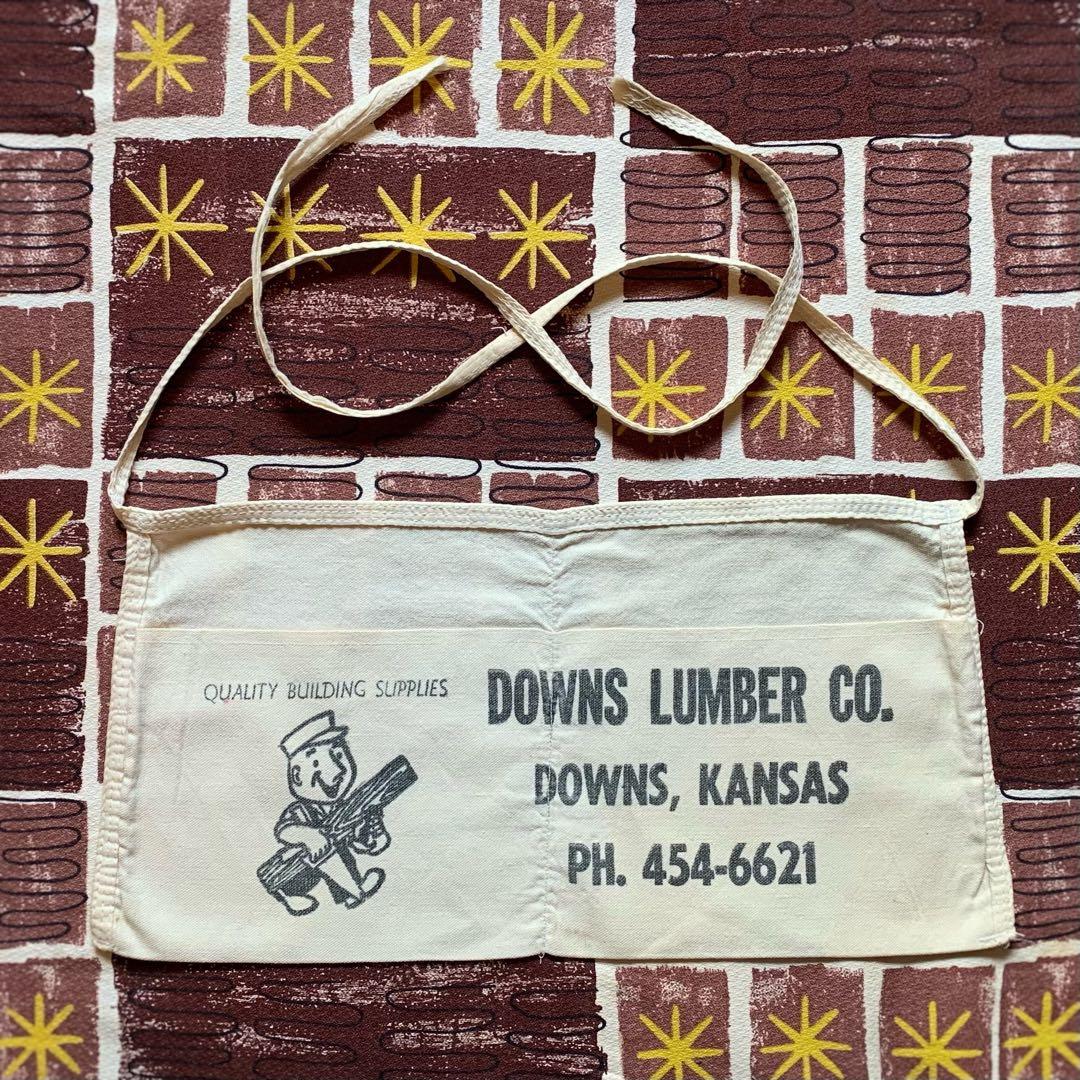 QUALITY BUILDING SUPPLIES
DOWNS LUMBER CO.
DOWNS, KANSAS
PH. 454-6621